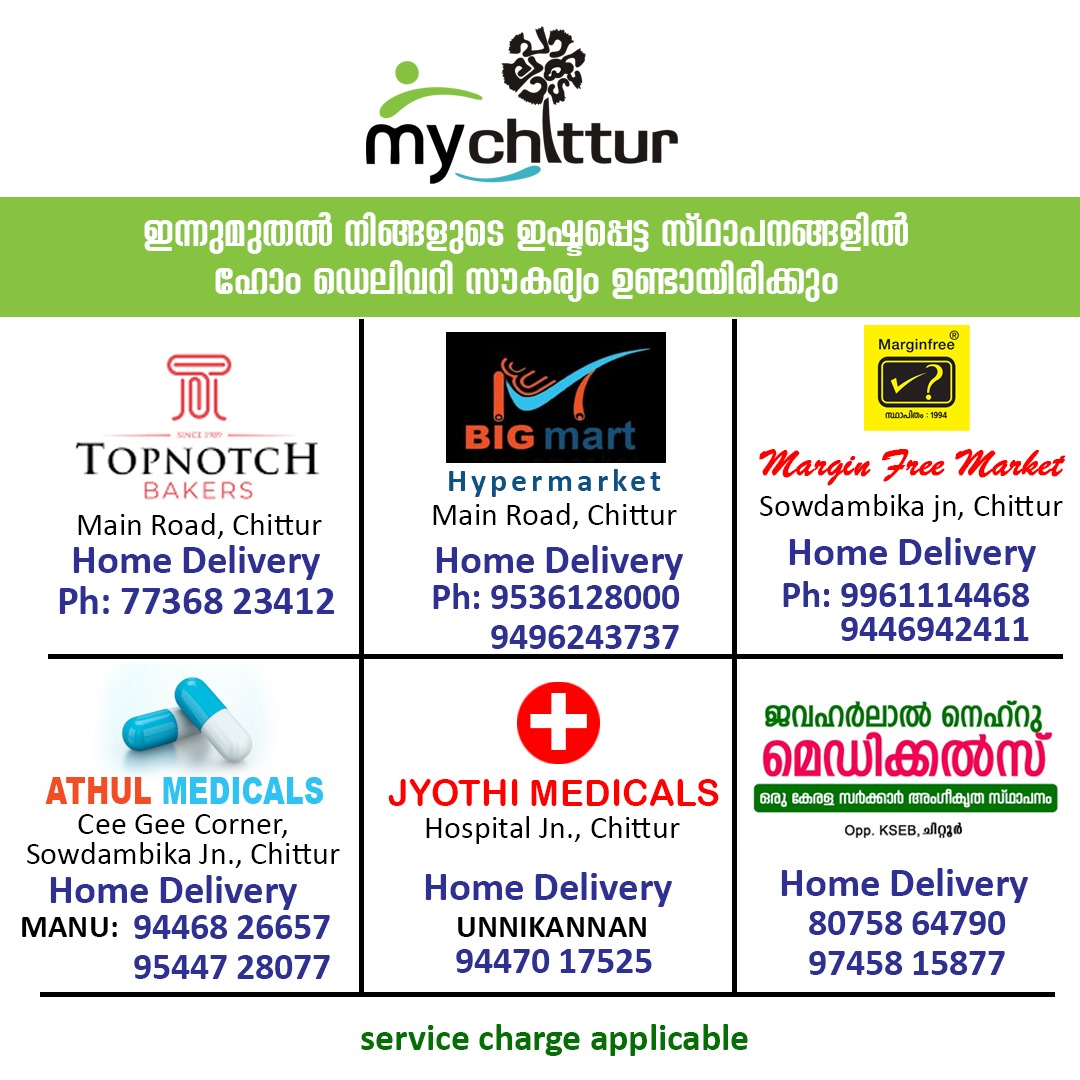 പാലക്കാട്
mychittur
ഇന്നുമുതൽ നിങ്ങളുടെ ഇഷ്ടപ്പെട്ട സ്ഥാപനങ്ങളിൽ
ഹോം ഡെലിവറി സൗകര്യം ഉണ്ടായിരിക്കും
SINCE 1989
TOPNOTCH
BAKERS
Main Road, Chittur
Home Delivery
Ph: 77368 23412
BIG mart
Hypermarket
Main Road, Chittur
Home Delivery
Ph: 9536128000
9496243737
Marginfree®
✓?
സ്ഥാപിതം : 1994
Margin Free Market
Sowdambika jn, Chittur
Home Delivery
Ph: 9961114468
9446942411
ATHUL MEDICALS
Cee Gee Corner,
Sowdambika Jn., Chittur
Home Delivery
MANU: 94468 26657
95447 28077
JYOTHI MEDICALS
Hospital Jn., Chittur
Home Delivery
UNNIKANNAN
94470 17525
ജവഹർലാൽ നെഹ്റു
മെഡിക്കൽസ്
ഒരു കേരള സർക്കാർ അംഗീകൃത സ്ഥാപനം
Opp. KSEB, ചിറ്റൂർ
Home Delivery
80758 64790
97458 15877
service charge applicable